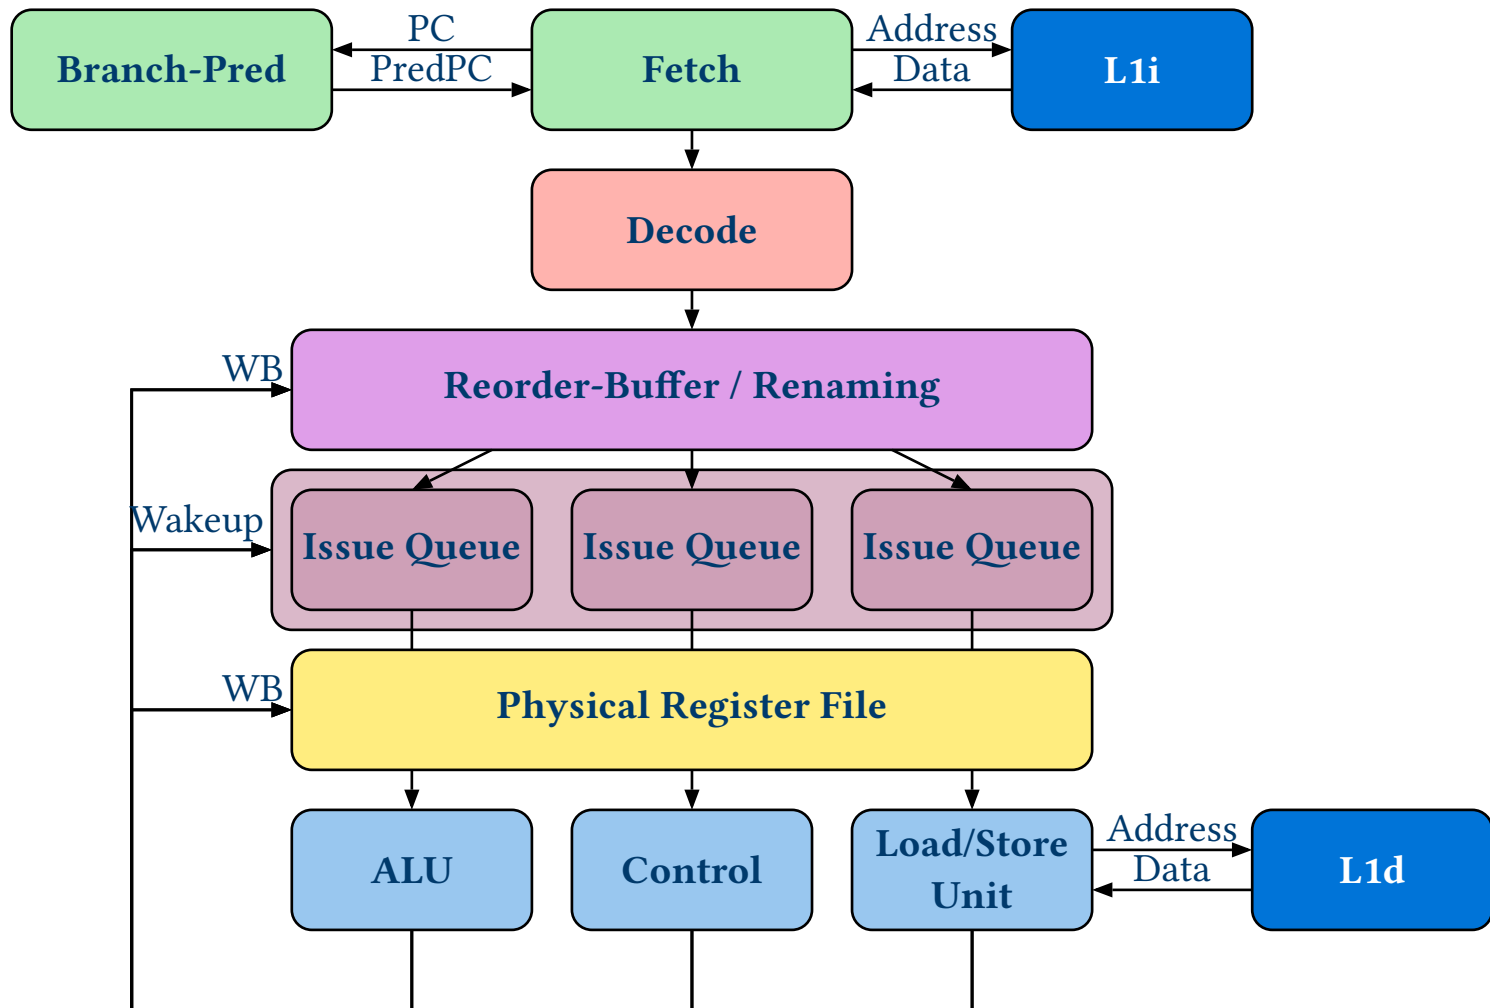 PC
Address
Branch-Pred
PredPC
Fetch
Data
L1i
Decode
WB
Reorder-Buffer / Renaming
Wakeup
Issue Queue
Issue Queue
Issue Queue
WB
Physical Register File
ALU
Control
Load/Store
Unit
Address
Data
L1d